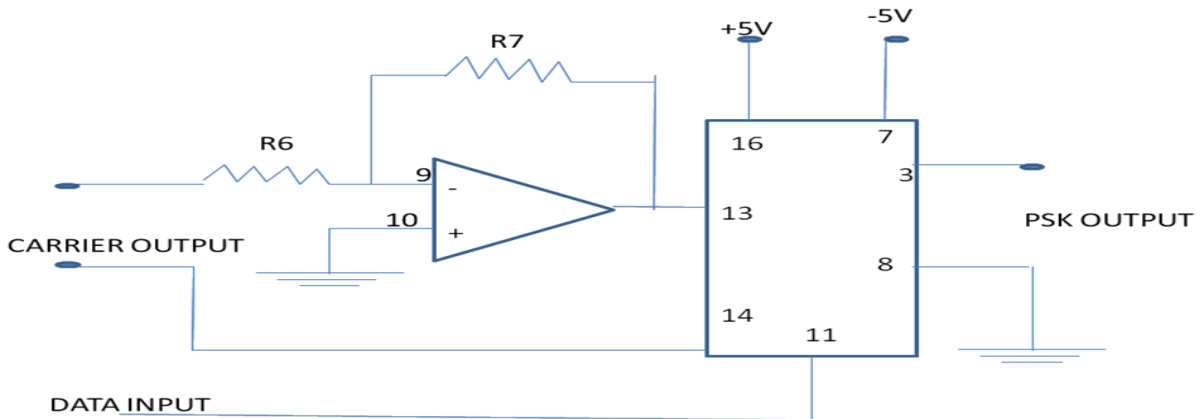 -5V
+5V
R7
16
7
R6
9
-
3
10
+
13
PSK OUTPUT
CARRIER OUTPUT
8
14
11
DATA INPUT